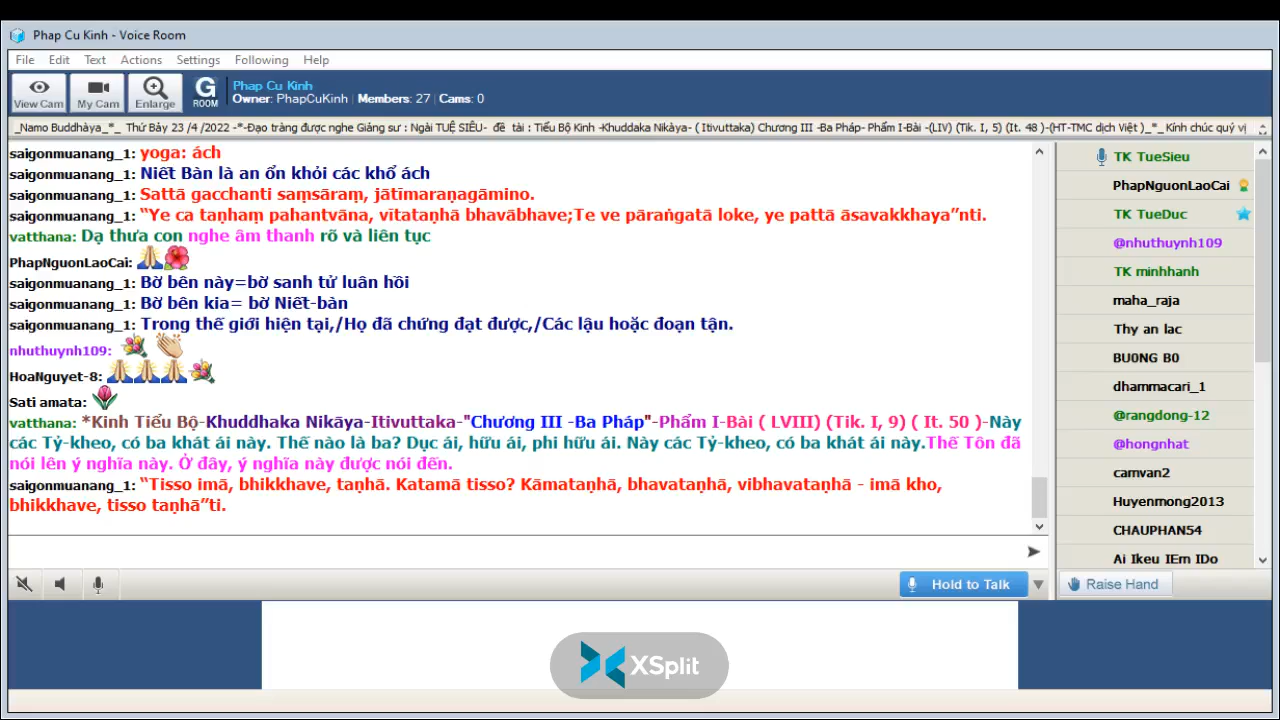 Phap Cu Kinh - Voice Room
File Edit Text Actions Settings Following Help
View Cam
My Cam
Enlarge
G
ROOM
Phap Cu Kinh
Owner: PhapCuKinh | Members: 27 | Cams: 0
_Namo Buddhàya_*_ Thứ Bảy 23 /4 /2022 -*-Đạo tràng được nghe Giảng sư : Ngài TUỆ SIÊU- đề tài : Tiểu Bộ Kinh -Khuddaka Nikàya- ( Itivuttaka) Chương III -Ba Pháp- Phẩm I-Bài -(LIV) (Tik. I, 5) (It. 48 )-(HT-TMC dịch Việt )_*_ Kính chúc quý vị
saigonmuanang_1: yoga: ách
saigonmuanang_1: Niết Bàn là an ổn khỏi các khổ ách
saigonmuanang_1: Sattā gacchanti saṃsāraṃ, jātimaraṇagāmino.
saigonmuanang_1: “Ye ca taṇhaṃ pahantvāna, vītataṇhā bhavābhave;Te ve pāraṅgatā loke, ye pattā āsavakkhaya”nti.
vatthana: Dạ thưa con nghe âm thanh rõ và liên tục
PhapNguonLaoCai:
saigonmuanang_1: Bờ bên này=bờ sanh tử luân hồi
saigonmuanang_1: Bờ bên kia= bờ Niết-bàn
saigonmuanang_1: Trong thế giới hiện tại,/Họ đã chứng đạt được,/Các lậu hoặc đoạn tận.
nhuthuynh109:
HoaNguyet-8:
Sati amata:
vatthana: *Kinh Tiểu Bộ-Khuddhaka Nikāya-Itivuttaka-"Chương III -Ba Pháp"-Phẩm I-Bài ( LVIII) (Tik. I, 9) ( It. 50 )-Này
các Tỷ-kheo, có ba khát ái này. Thế nào là ba? Dục ái, hữu ái, phi hữu ái. Này các Tỷ-kheo, có ba khát ái này.Thế Tôn đã
nói lên ý nghĩa này. Ở đây, ý nghĩa này được nói đến.
saigonmuanang_1: “Tisso imā, bhikkhave, taṇhā. Katamā tisso? Kāmataṇhā, bhavataṇhā, vibhavataṇhā - imā kho,
bhikkhave, tisso taṇhā”ti.
TK TueSieu
PhapNguonLaoCai
TK TueDuc
@nhuthuynh109
TK minhhanh
maha_raja
Thy an lac
BU0NG B0
dhammacari_1
@rangdong-12
@hongnhat
camvan2
Huyenmong2013
CHAUPHAN54
Ai Ikeu IEm IDo
Hold to Talk
Raise Hand
XSplit